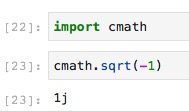 [22]: import cmath
[23]: cmath.sqrt(-1)
[23]: 1j